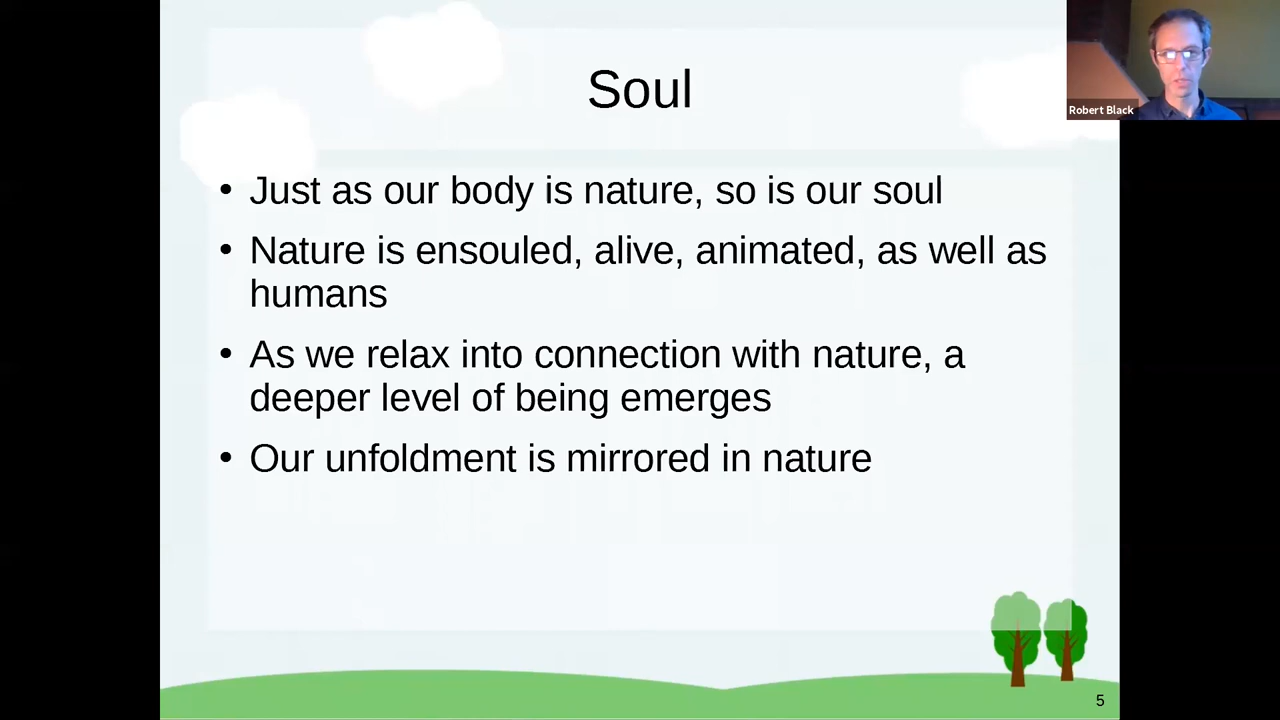 Soul
Robert Black
• Just as our body is nature, so is our soul
• Nature is ensouled, alive, animated, as well as
humans
• As we relax into connection with nature, a
deeper level of being emerges
• Our unfoldment is mirrored in nature
5